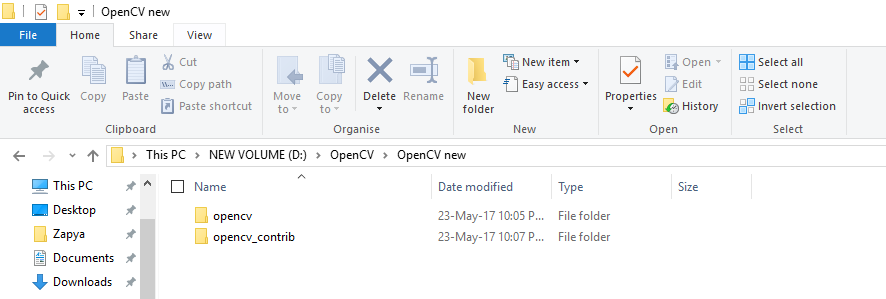 OpenCV new
File Home Share View
Pin to Quick access
Copy
Paste
Cut
Copy path
Paste shortcut
Clipboard
Move to
Copy to
Delete
Rename
Organise
New folder
New item
Easy access
New
Properties
Open
Edit
History
Open
Select all
Select none
Invert selection
Select
This PC NEW VOLUME (D:) OpenCV OpenCV new
This PC
Desktop
Zapya
Documents
Downloads
Name Date modified Type Size
opencv 23-May-17 10:05 P... File folder
opencv_contrib 23-May-17 10:07 P... File folder